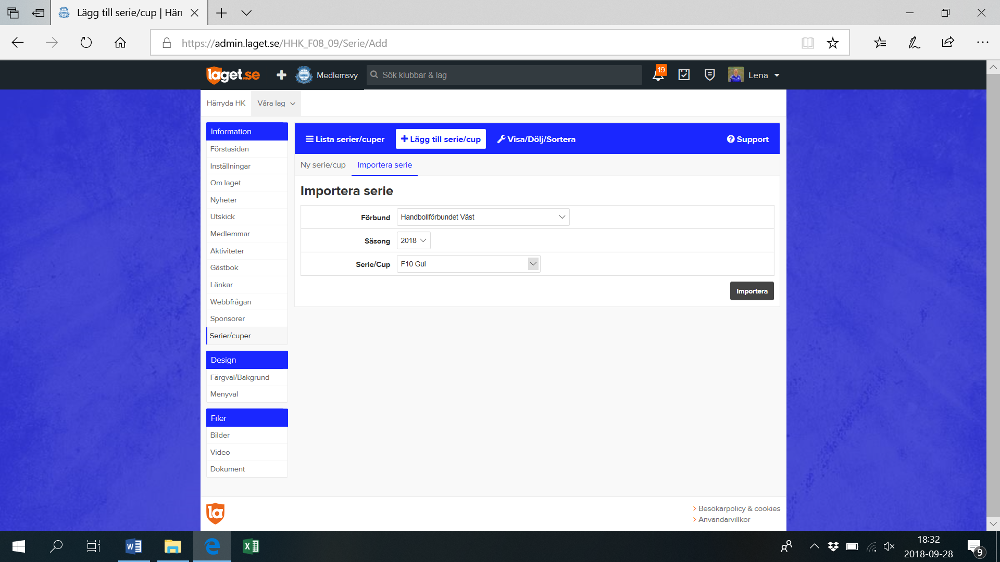 Lägg till serie/cup | Härr
https://admin.laget.se/HHK_F08_09/Serie/Add
laget.se
Medlemsvy
Sök klubbar & lag
19
Lena
Härryda HK
Våra lag
Information
Förstasidan
Inställningar
Om laget
Nyheter
Utskick
Medlemmar
Aktiviteter
Gästbok
Länkar
Webbfrågan
Sponsorer
Serier/cuper
Design
Färgval/Bakgrund
Menyval
Filer
Bilder
Video
Dokument
Lista serier/cuper
Lägg till serie/cup
Visa/Dölj/Sortera
Support
Ny serie/cup
Importera serie
Importera serie
Förbund
Handbollförbundet Väst
Säsong
2018
Serie/Cup
F10 Gul
Importera
la
Besökarpolicy & cookies
Användarvillkor
18:32
2018-09-28
9